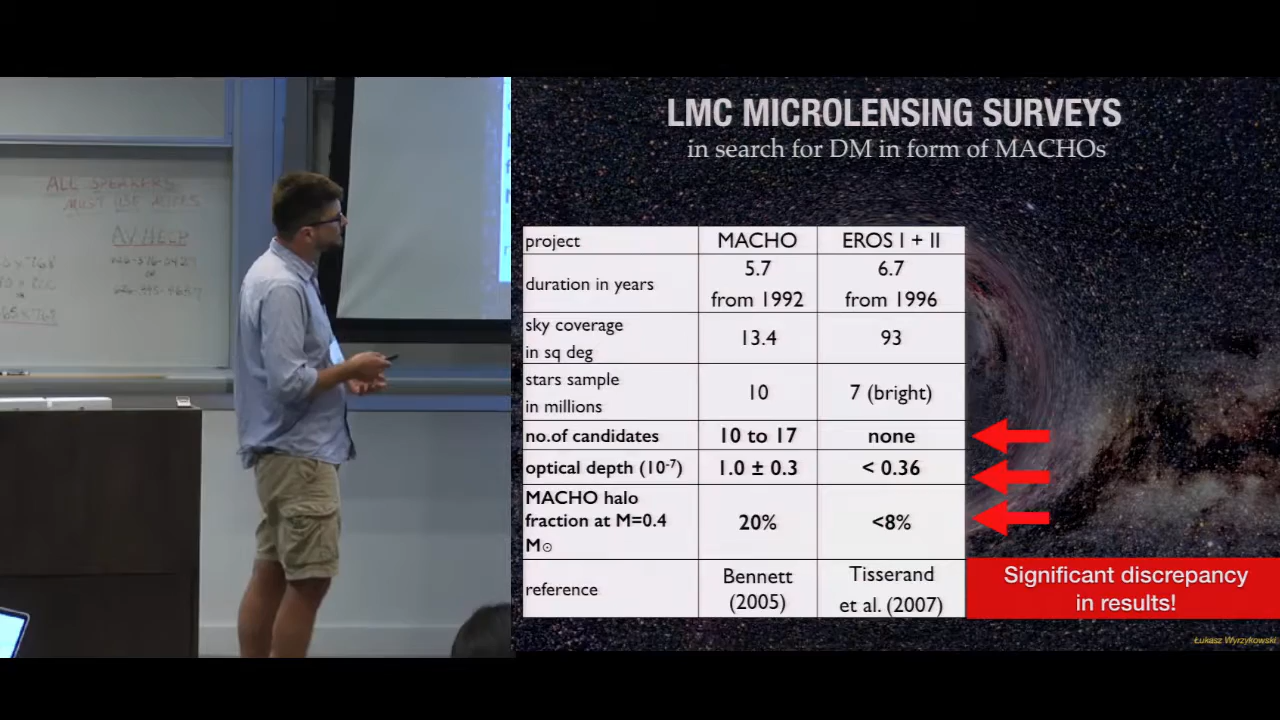 ALL SPEAKERS
MUST USE MICS
AV HELP
LMC MICROLENSING SURVEYS
in search for DM in form of MACHOs
project MACHO EROS I + II
duration in years 5.7 from 1992 6.7 from 1996
sky coverage in sq deg 13.4 93
stars sample in millions 10 7 (bright)
no.of candidates 10 to 17 none
optical depth (10⁻⁷) 1.0 ± 0.3 < 0.36
MACHO halo fraction at M=0.4 M☉ 20% <8%
reference Bennett (2005) Tisserand et al. (2007)
Significant discrepancy
in results!
Łukasz Wyrzykowski